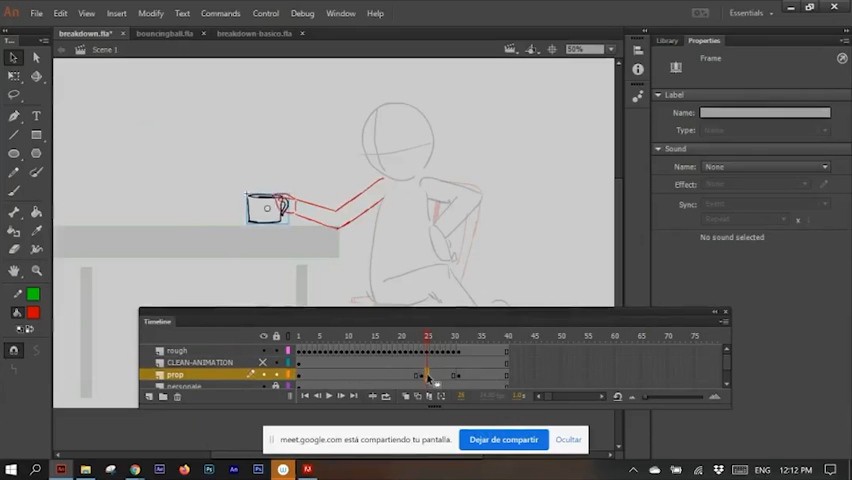 An File Edit View Insert Modify Text Commands Control Debug Window Help Essentials
breakdown.fla* × bouncingball.fla × breakdown-basico.fla ×
Scene 1 50%
Library Properties
Frame
Label
Name:
Type: Name
Sound
Name: None
Effect: None
Sync:
x 1
No sound selected
Timeline
1 5 10 15 20 25 30 35 40 45 50 55 60 65 70 75
rough
CLEAN-ANIMATION
prop
personaje
meet.google.com está compartiendo tu pantalla. Dejar de compartir Ocultar
ENG 12:12 PM